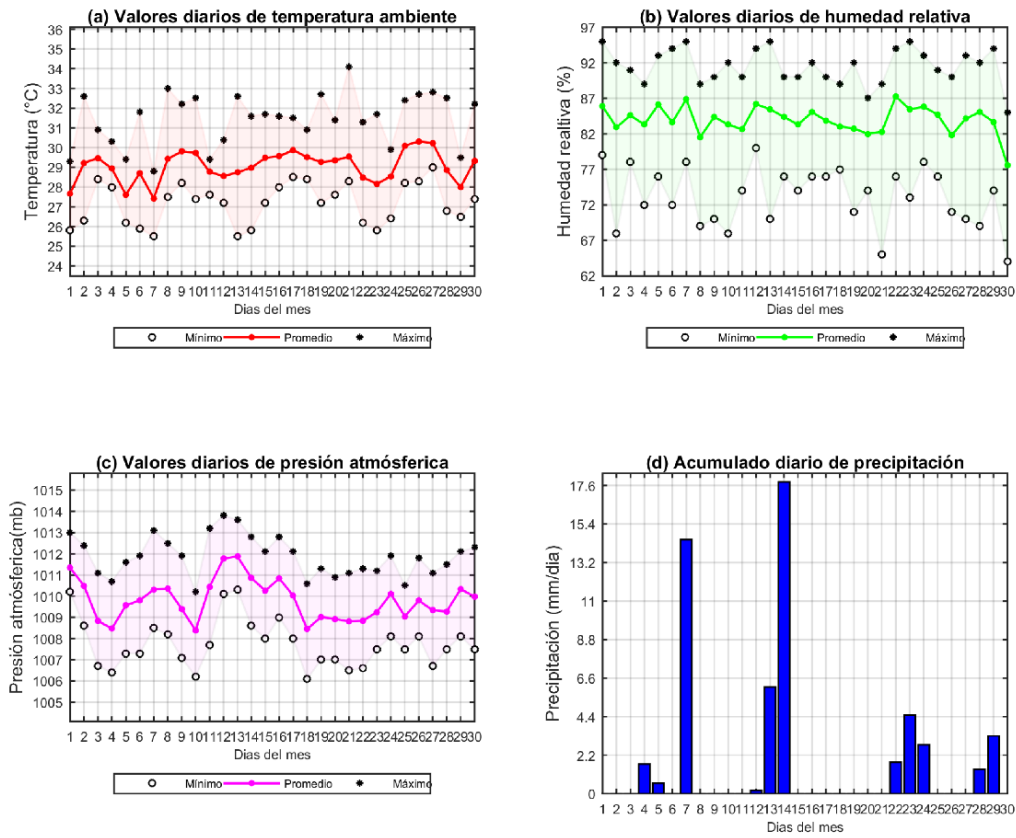 (a) Valores diarios de temperatura ambiente
Temperatura (°C)
36
35
34
33
32
31
30
29
28
27
26
25
24
1 2 3 4 5 6 7 8 9 10 11 12 13 14 15 16 17 18 19 20 21 22 23 24 25 26 27 28 29 30
Dias del mes
Mínimo Promedio Máximo
(b) Valores diarios de humedad relativa
Humedad realtiva (%)
97
92
87
82
77
72
67
62
1 2 3 4 5 6 7 8 9 10 11 12 13 14 15 16 17 18 19 20 21 22 23 24 25 26 27 28 29 30
Dias del mes
Mínimo Promedio Máximo
(c) Valores diarios de presión atmósferica
Presión atmósferica(mb)
1015
1014
1013
1012
1011
1010
1009
1008
1007
1006
1005
1 2 3 4 5 6 7 8 9 10 11 12 13 14 15 16 17 18 19 20 21 22 23 24 25 26 27 28 29 30
Dias del mes
Mínimo Promedio Máximo
(d) Acumulado diario de precipitación
Precipitación (mm/dia)
17.6
15.4
13.2
11
8.8
6.6
4.4
2.2
0
1 2 3 4 5 6 7 8 9 10 11 12 13 14 15 16 17 18 19 20 21 22 23 24 25 26 27 28 29 30
Dias del mes